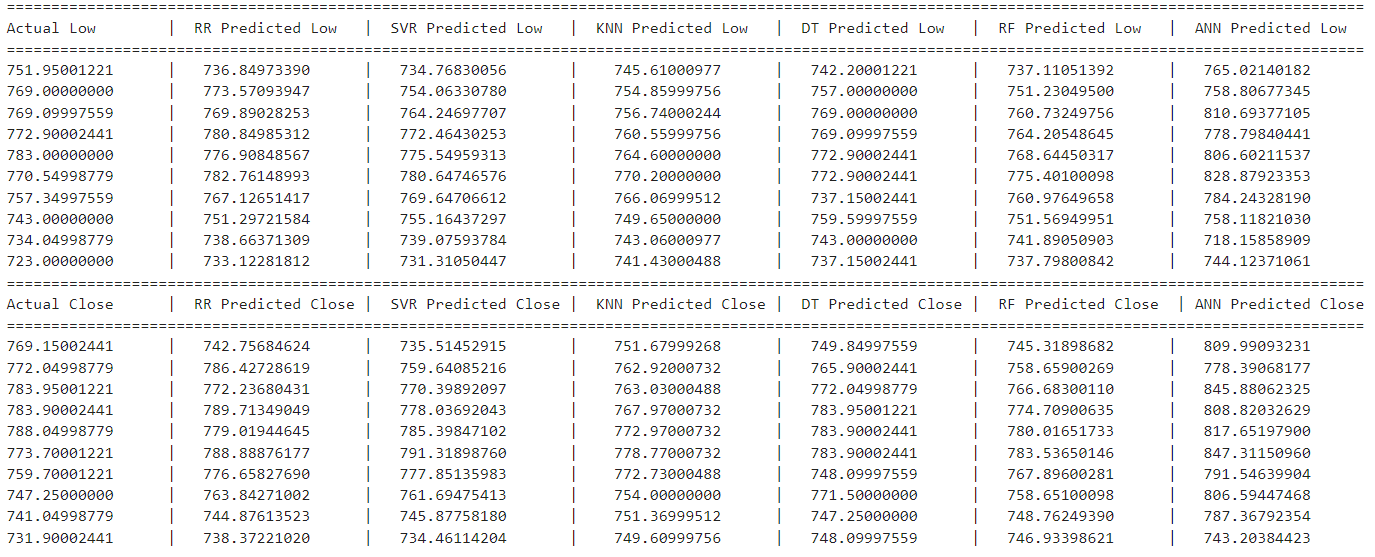 ==================================================================================================================================================================
Actual Low | RR Predicted Low | SVR Predicted Low | KNN Predicted Low | DT Predicted Low | RF Predicted Low | ANN Predicted Low
==================================================================================================================================================================
751.95001221 | 736.84973390 | 734.76830056 | 745.61000977 | 742.20001221 | 737.11051392 | 765.02140182
769.00000000 | 773.57093947 | 754.06330780 | 754.85999756 | 757.00000000 | 751.23049500 | 758.80677345
769.09997559 | 769.89028253 | 764.24697707 | 756.74000244 | 769.00000000 | 760.73249756 | 810.69377105
772.90002441 | 780.84985312 | 772.46430253 | 760.55999756 | 769.09997559 | 764.20548645 | 778.79840441
783.00000000 | 776.90848567 | 775.54959313 | 764.60000000 | 772.90002441 | 768.64450317 | 806.60211537
770.54998779 | 782.76148993 | 780.64746576 | 770.20000000 | 772.90002441 | 775.40100098 | 828.87923353
757.34997559 | 767.12651417 | 769.64706612 | 766.06999512 | 737.15002441 | 760.97649658 | 784.24328190
743.00000000 | 751.29721584 | 755.16437297 | 749.65000000 | 759.59997559 | 751.56949951 | 758.11821030
734.04998779 | 738.66371309 | 739.07593784 | 743.06000977 | 743.00000000 | 741.89050903 | 718.15858909
723.00000000 | 733.12281812 | 731.31050447 | 741.43000488 | 737.15002441 | 737.79800842 | 744.12371061
==================================================================================================================================================================
Actual Close | RR Predicted Close | SVR Predicted Close | KNN Predicted Close | DT Predicted Close | RF Predicted Close | ANN Predicted Close
==================================================================================================================================================================
769.15002441 | 742.75684624 | 735.51452915 | 751.67999268 | 749.84997559 | 745.31898682 | 809.99093231
772.04998779 | 786.42728619 | 759.64085216 | 762.92000732 | 765.90002441 | 758.65900269 | 778.39068177
783.95001221 | 772.23680431 | 770.39892097 | 763.03000488 | 772.04998779 | 766.68300110 | 845.88062325
783.90002441 | 789.71349049 | 778.03692043 | 767.97000732 | 783.95001221 | 774.70900635 | 808.82032629
788.04998779 | 779.01944645 | 785.39847102 | 772.97000732 | 783.90002441 | 780.01651733 | 817.65197900
773.70001221 | 788.88876177 | 791.31898760 | 778.77000732 | 783.90002441 | 783.53650146 | 847.31150960
759.70001221 | 776.65827690 | 777.85135983 | 772.73000488 | 748.09997559 | 767.89600281 | 791.54639904
747.25000000 | 763.84271002 | 761.69475413 | 754.00000000 | 771.50000000 | 758.65100098 | 806.59447468
741.04998779 | 744.87613523 | 745.87758180 | 751.36999512 | 747.25000000 | 748.76249390 | 787.36792354
731.90002441 | 738.37221020 | 734.46114204 | 749.60999756 | 748.09997559 | 746.93398621 | 743.20384423